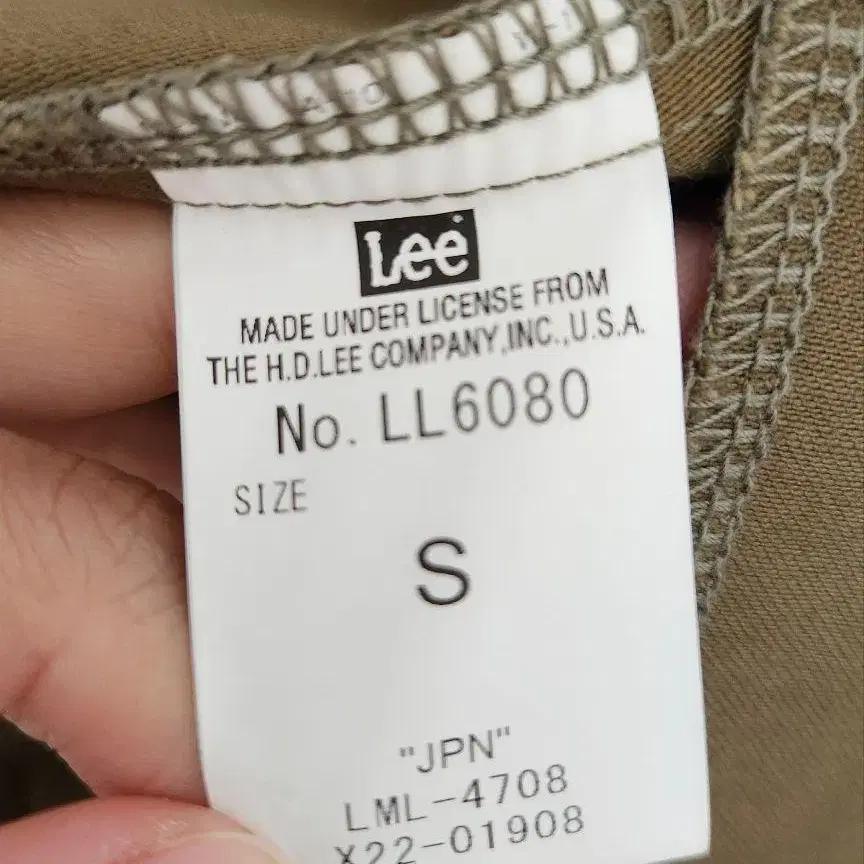 Lee
MADE UNDER LICENSE FROM
THE H.D.LEE COMPANY,INC.,U.S.A.
No. LL6080
SIZE
S
"JPN"
LML-4708
X22-01908